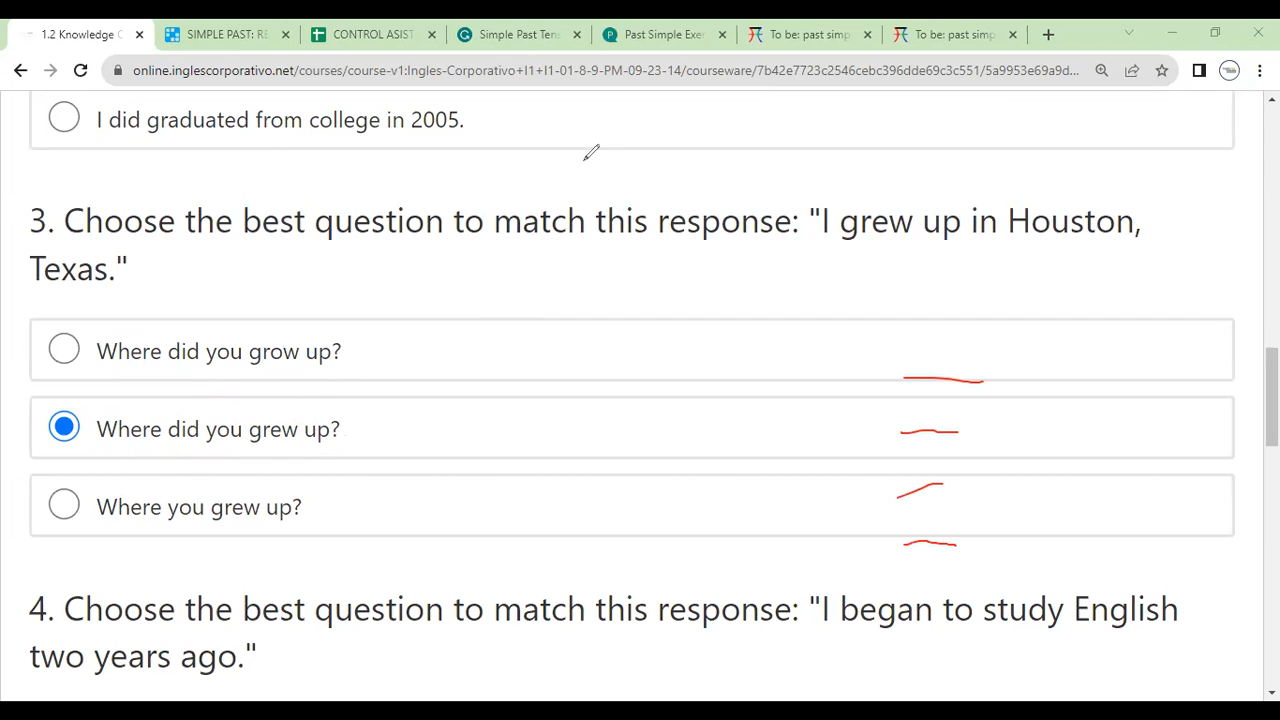 1.2 Knowledge C
SIMPLE PAST: RE
CONTROL ASIST
Simple Past Ten
Past Simple Exer
To be: past simp
To be: past simp
online.inglescorporativo.net/courses/course-v1:Ingles-Corporativo+I1+I1-01-8-9-PM-09-23-14/courseware/7b42e7723c2546cebc396dde69c3c551/5a9953e69a9d...
I did graduated from college in 2005.
3. Choose the best question to match this response: "I grew up in Houston,
Texas."
Where did you grow up?
Where did you grew up?
Where you grew up?
4. Choose the best question to match this response: "I began to study English
two years ago."